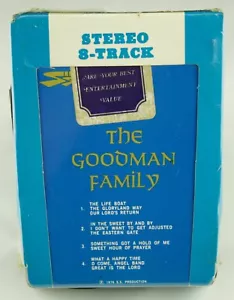 STEREO
8-TRACK
ARE YOUR BEST
ENTERTAINMENT
VALUE
THE
GOODMAN
FAMILY
THE LIFE BOAT
1. THE GLORYLAND WAY
OUR LORD'S RETURN
IN THE SWEET BY AND BY
2. I DON'T WANT TO GET ADJUSTED
THE EASTERN GATE
3. SOMETHING GOT A HOLD OF ME
SWEET HOUR OF PRAYER
WHAT A HAPPY TIME
4. O COME, ANGEL BAND
GREAT IS THE LORD
PRODUCTION